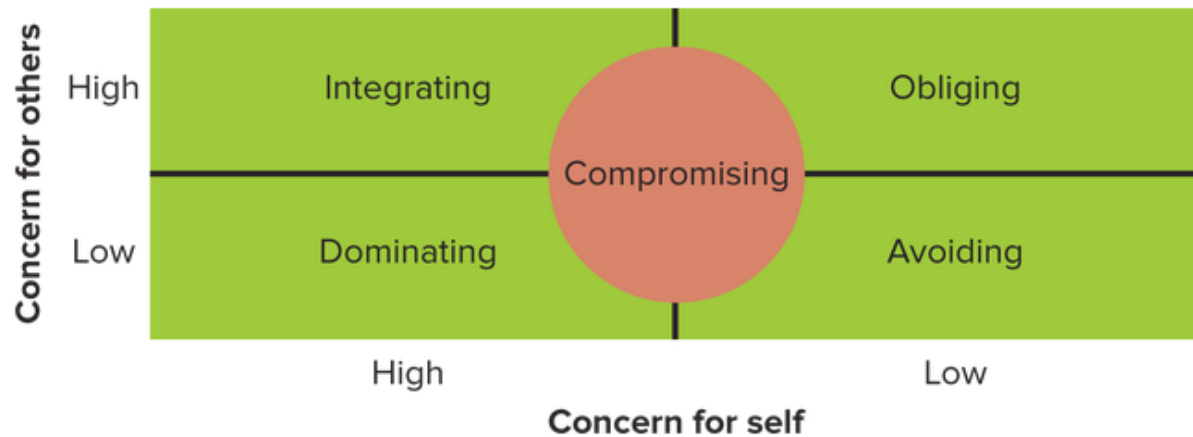 Concern for others
High
Integrating
Obliging
Compromising
Low
Dominating
Avoiding
High
Low
Concern for self